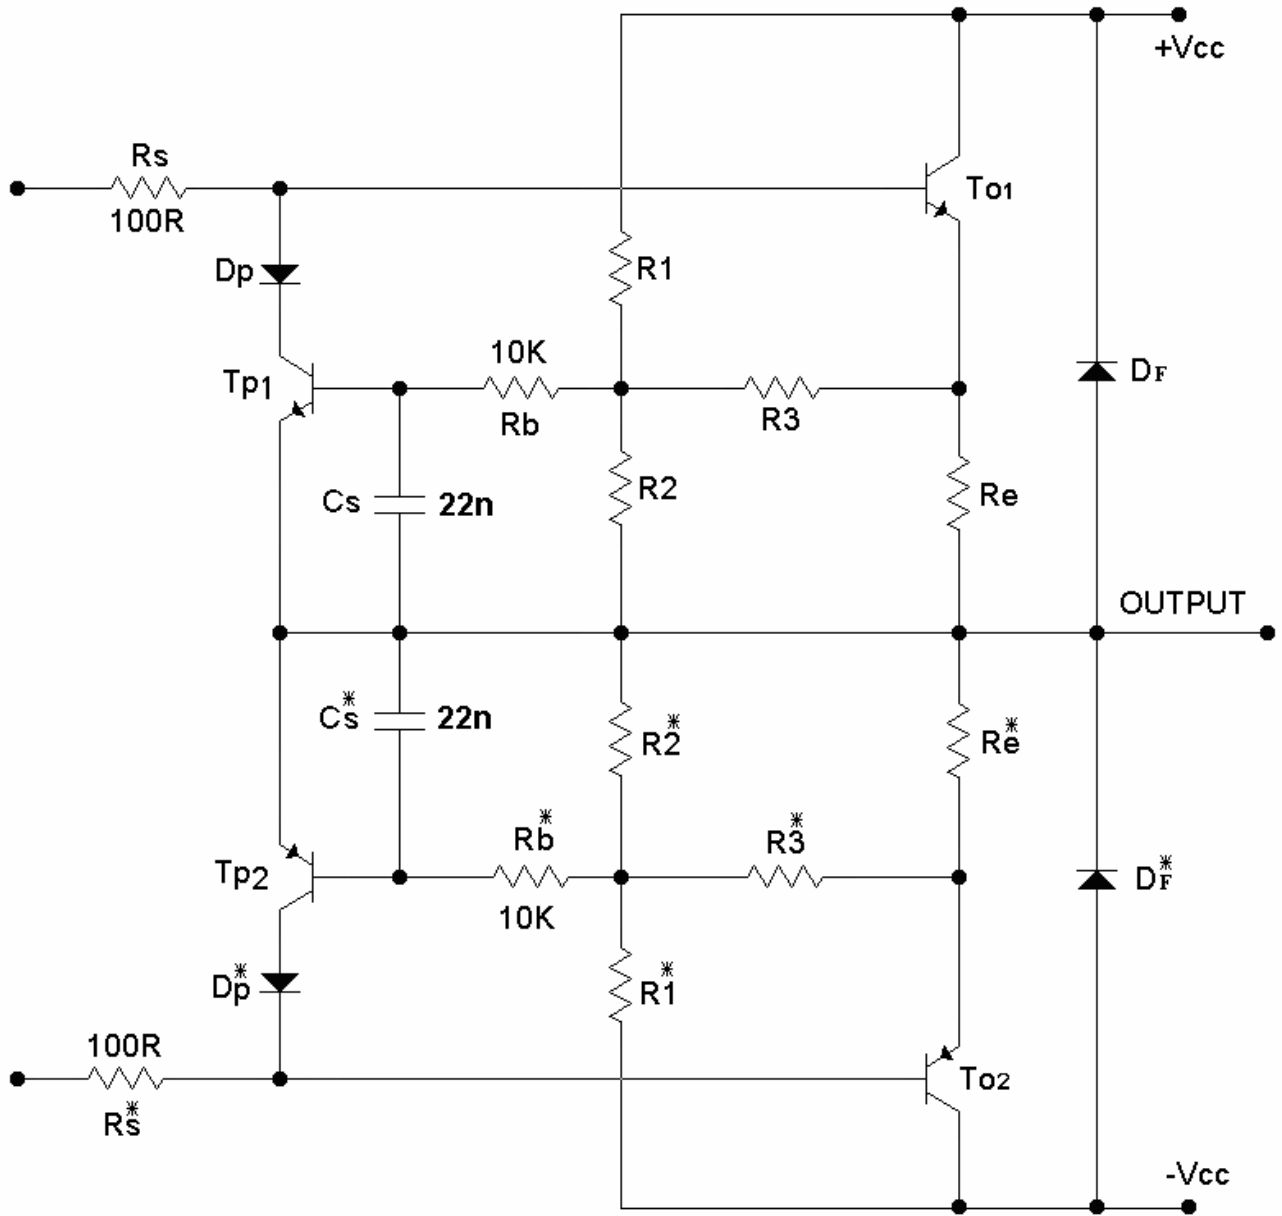 +Vcc
Rs
100R
To1
Dp
R1
10K
Tp1
Rb
R3
DF
Cs
22n
R2
Re
OUTPUT
Cs*
22n
R2*
Re*
Rb*
R3*
Tp2
10K
DF*
Dp*
R1*
100R
Rs*
To2
-Vcc